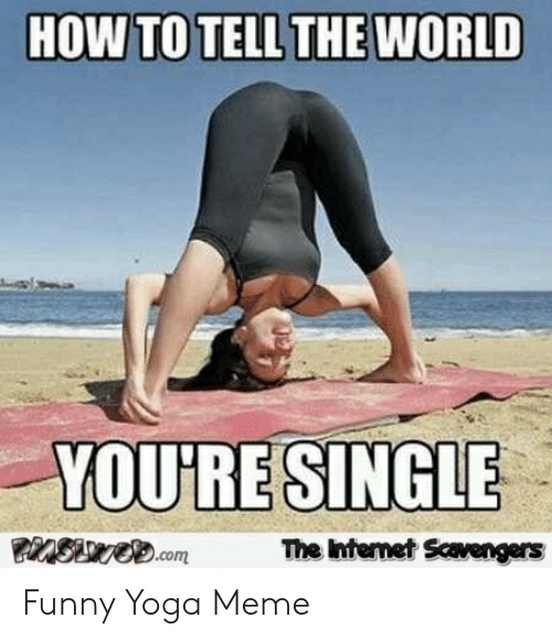 HOW TO TELL THE WORLD
YOU'RE SINGLE
PMSLWeb.com
The Internet Scavengers
Funny Yoga Meme